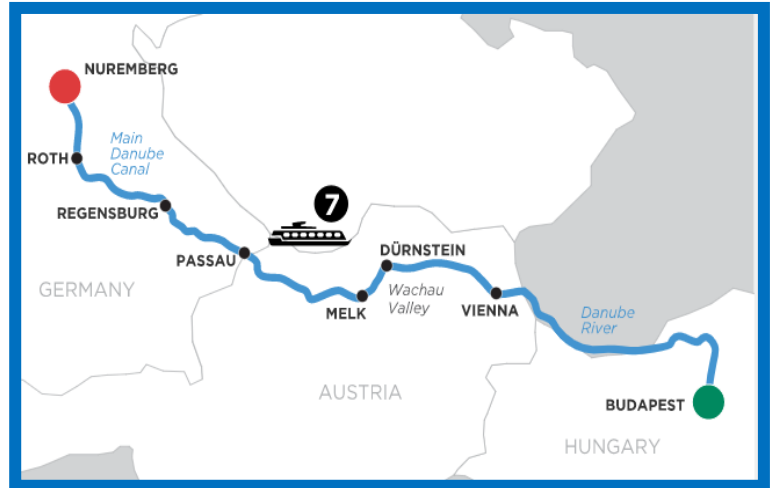 NUREMBERG
Main
Danube
Canal
ROTH
REGENSBURG
7
PASSAU
DÜRNSTEIN
GERMANY
Wachau
Valley
MELK
VIENNA
Danube
River
AUSTRIA
BUDAPEST
HUNGARY